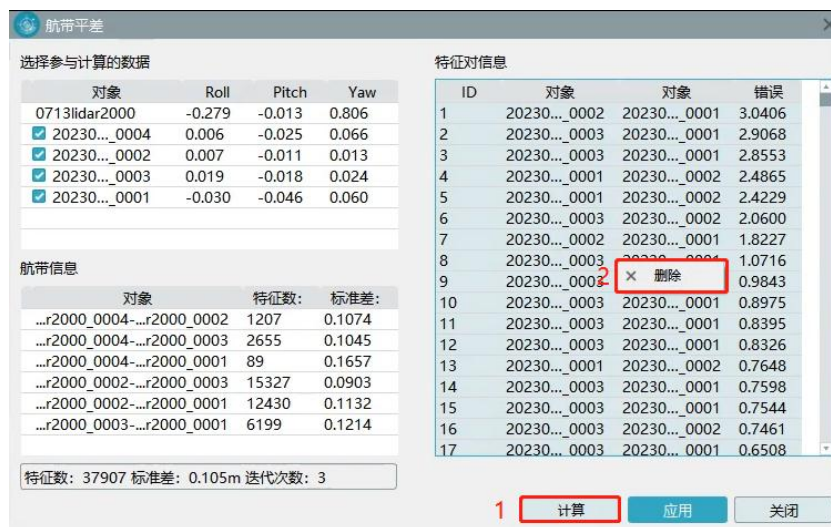 航带平差
选择参与计算的数据
对象 Roll Pitch Yaw
0713lidar2000 -0.279 -0.013 0.806
20230..._0004 0.006 -0.025 0.066
20230..._0002 0.007 -0.011 0.013
20230..._0003 0.019 -0.018 0.024
20230..._0001 -0.030 -0.046 0.060
航带信息
对象 特征数: 标准差:
...r2000_0004-...r2000_0002 1207 0.1074
...r2000_0004-...r2000_0003 2655 0.1045
...r2000_0004-...r2000_0001 89 0.1657
...r2000_0002-...r2000_0003 15327 0.0903
...r2000_0002-...r2000_0001 12430 0.1132
...r2000_0003-...r2000_0001 6199 0.1214
特征数: 37907 标准差: 0.105m 迭代次数: 3
特征对信息
ID 对象 对象 错误
1 20230..._0002 20230..._0001 3.0406
2 20230..._0003 20230..._0001 2.9068
3 20230..._0003 20230..._0001 2.8553
4 20230..._0001 20230..._0002 2.4865
5 20230..._0001 20230..._0002 2.4229
6 20230..._0003 20230..._0002 2.0600
7 20230..._0002 20230..._0001 1.8227
8 20230..._0003 1.0716
9 20230..._000 0.9843
2 × 删除
10 20230..._0003 20230..._0001 0.8975
11 20230..._0003 20230..._0001 0.8395
12 20230..._0003 20230..._0001 0.8326
13 20230..._0001 20230..._0002 0.7648
14 20230..._0003 20230..._0001 0.7598
15 20230..._0003 20230..._0001 0.7544
16 20230..._0003 20230..._0002 0.7461
17 20230..._0003 20230..._0001 0.6508
1 计算 应用 关闭